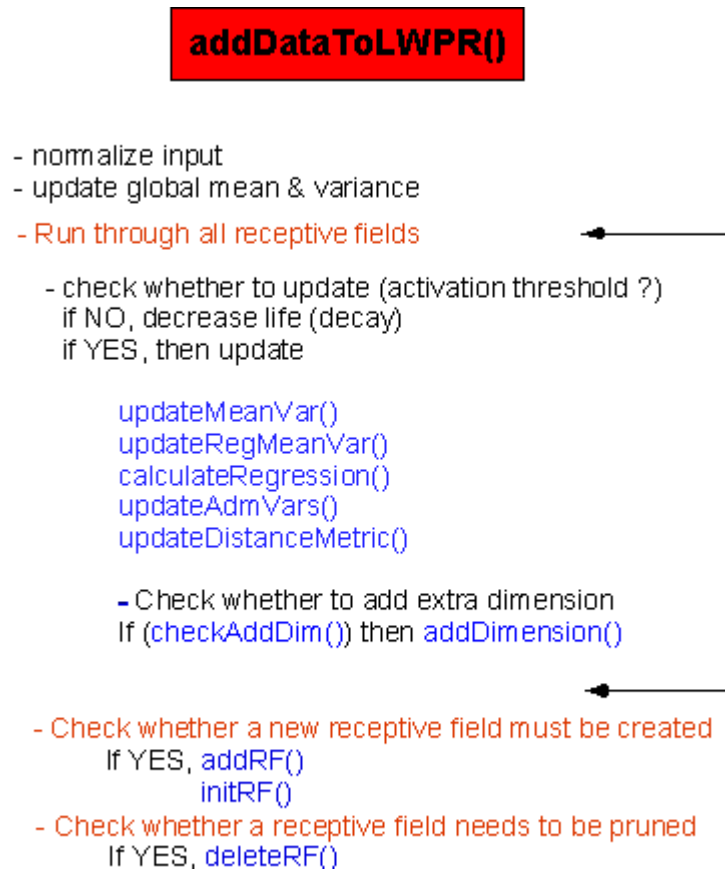 addDataToLWPR()
- normalize input
- update global mean & variance
- Run through all receptive fields
- check whether to update (activation threshold ?)
if NO, decrease life (decay)
if YES, then update
updateMeanVar()
updateRegMeanVar()
calculateRegression()
updateAdmVars()
updateDistanceMetric()
- Check whether to add extra dimension
If (checkAddDim()) then addDimension()
- Check whether a new receptive field must be created
If YES, addRF()
initRF()
- Check whether a receptive field needs to be pruned
If YES, deleteRF()